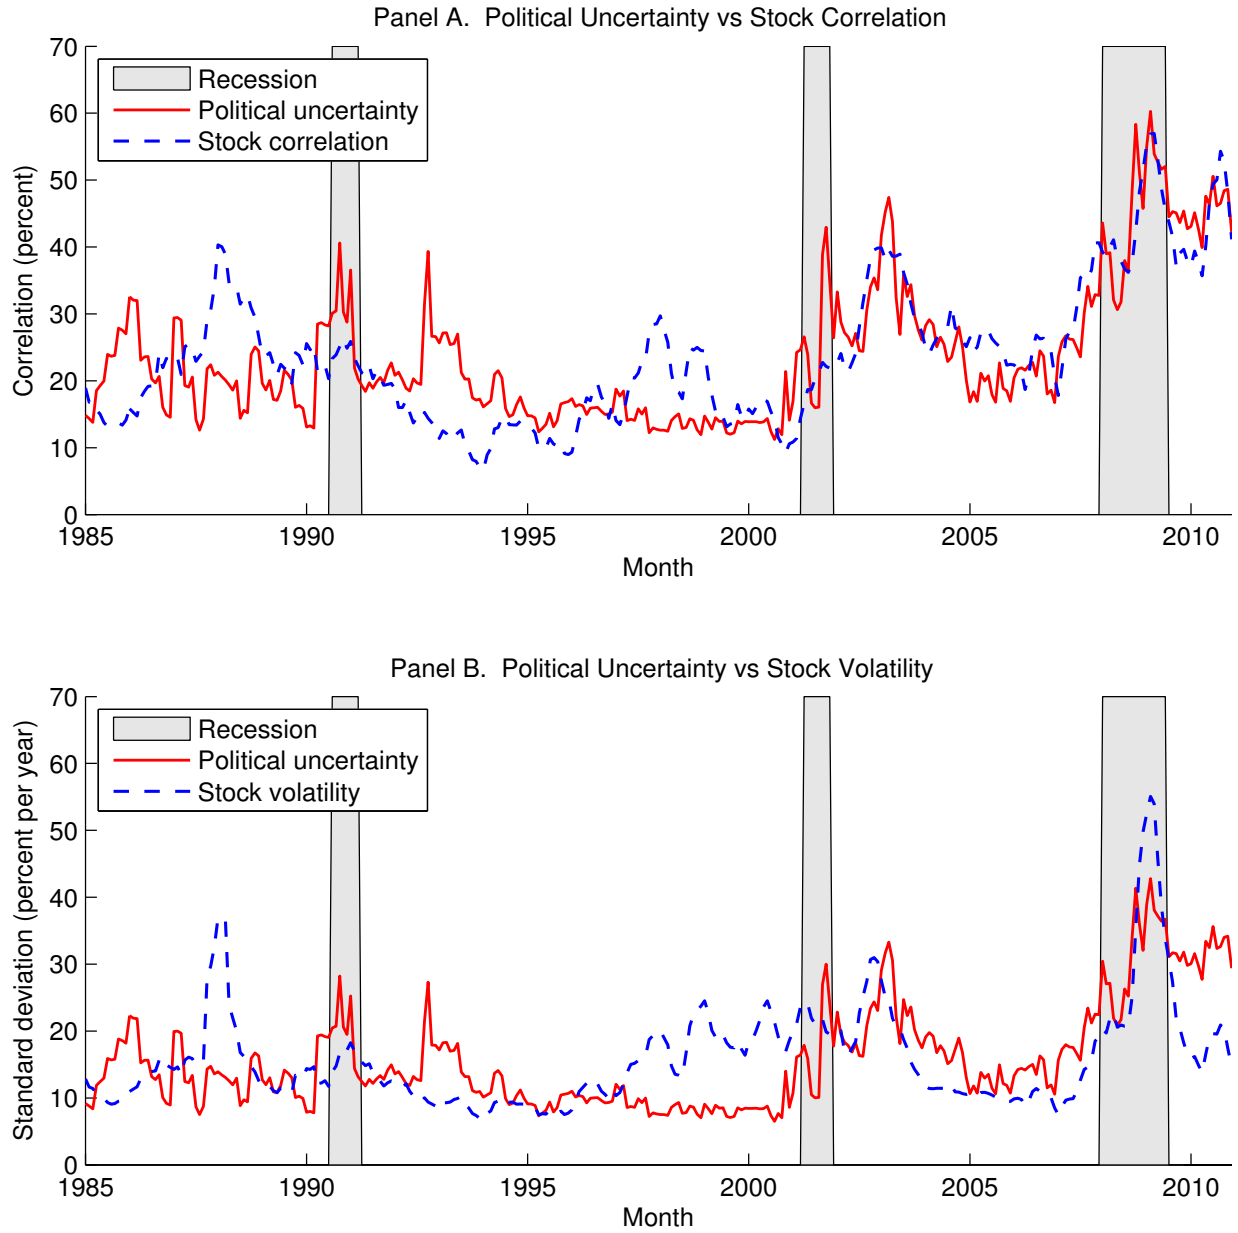 Panel A.  Political Uncertainty vs Stock Correlation
70
60
50
40
30
20
10
0
Correlation (percent)
Recession
Political uncertainty
Stock correlation
1985 1990 1995 2000 2005 2010
Month
Panel B.  Political Uncertainty vs Stock Volatility
70
60
50
40
30
20
10
0
Standard deviation (percent per year)
Recession
Political uncertainty
Stock volatility
1985 1990 1995 2000 2005 2010
Month